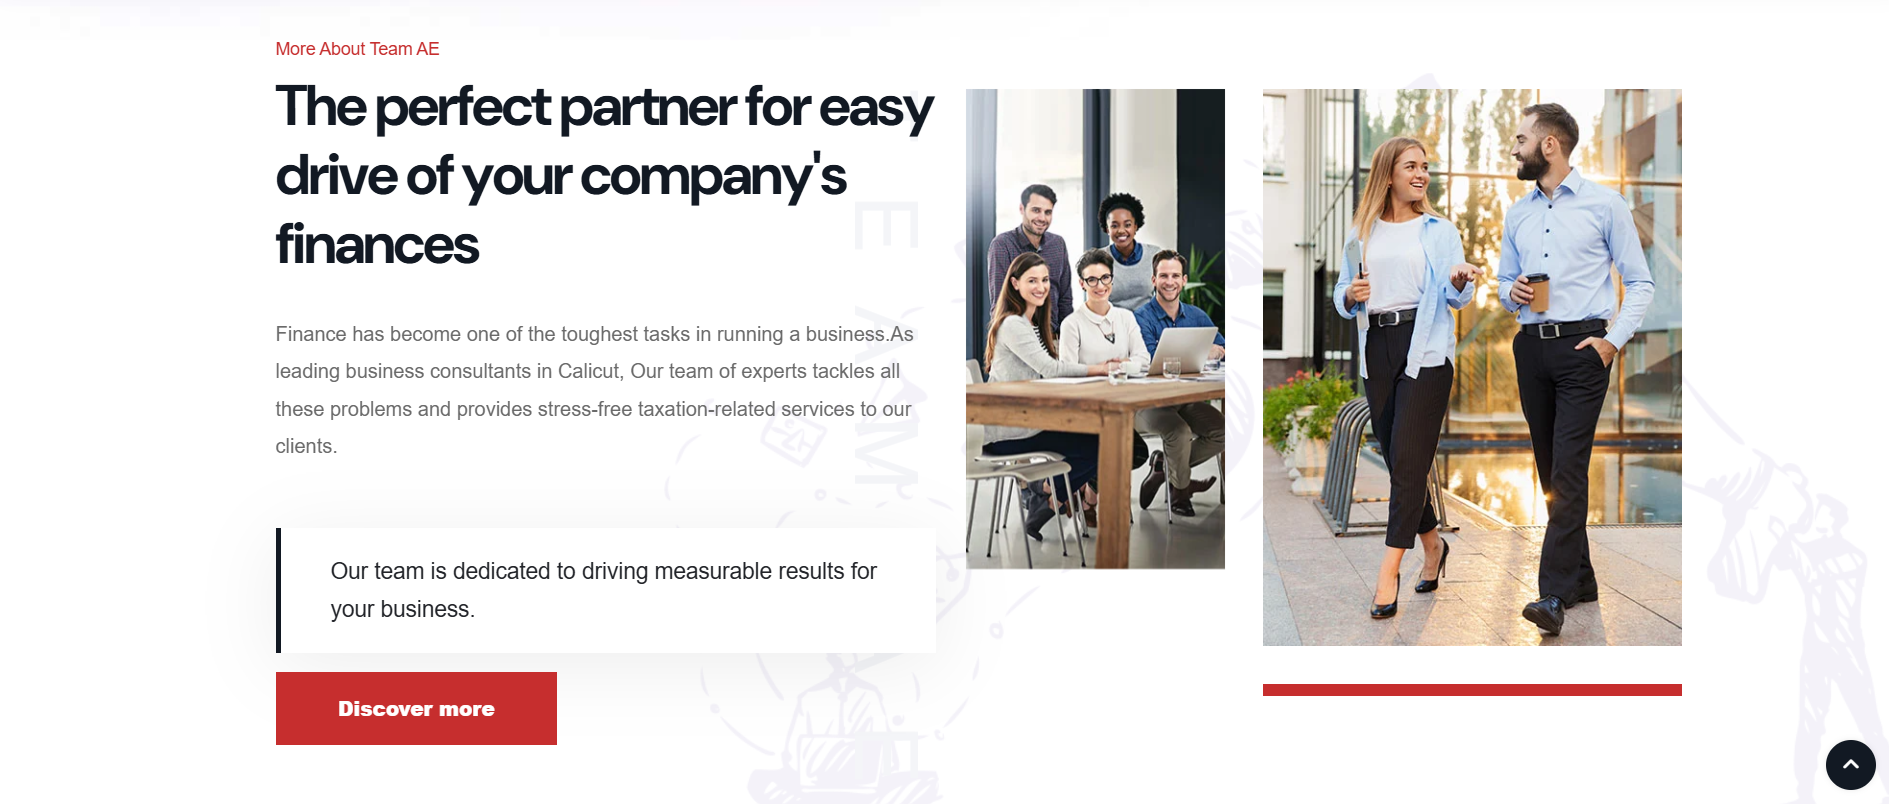 More About Team AE
The perfect partner for easy
drive of your company's
finances
Finance has become one of the toughest tasks in running a business.As
leading business consultants in Calicut, Our team of experts tackles all
these problems and provides stress-free taxation-related services to our
clients.
Our team is dedicated to driving measurable results for
your business.
Discover more